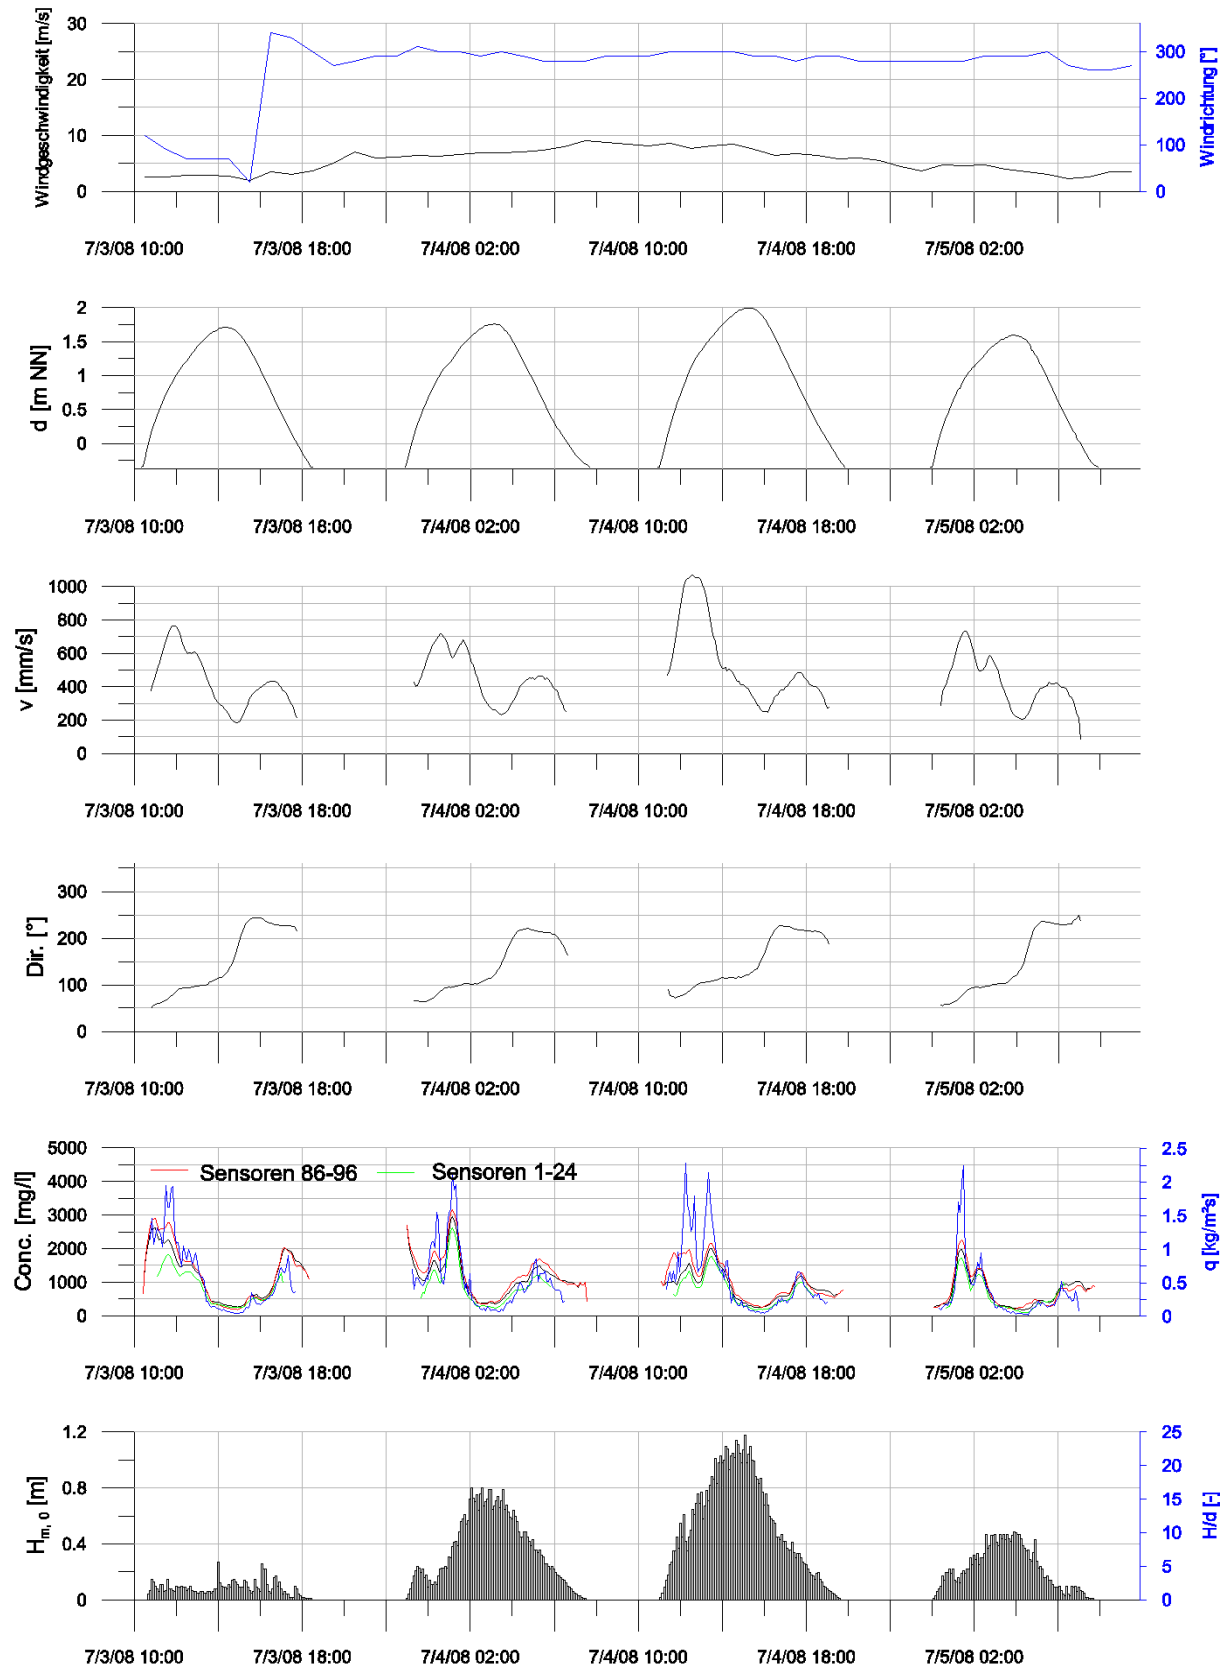 Windgeschwindigkeit [m/s]
30
20
10
0
Windrichtung [°]
300
200
100
0
7/3/08 10:00 7/3/08 18:00 7/4/08 02:00 7/4/08 10:00 7/4/08 18:00 7/5/08 02:00
d [m NN]
2
1.5
1
0.5
0
7/3/08 10:00 7/3/08 18:00 7/4/08 02:00 7/4/08 10:00 7/4/08 18:00 7/5/08 02:00
v [mm/s]
1000
800
600
400
200
0
7/3/08 10:00 7/3/08 18:00 7/4/08 02:00 7/4/08 10:00 7/4/08 18:00 7/5/08 02:00
Dir. [°]
300
200
100
0
7/3/08 10:00 7/3/08 18:00 7/4/08 02:00 7/4/08 10:00 7/4/08 18:00 7/5/08 02:00
Conc. [mg/l]
5000
4000
3000
2000
1000
0
Sensoren 86-96 Sensoren 1-24
q [kg/m²s]
2.5
2
1.5
1
0.5
0
7/3/08 10:00 7/3/08 18:00 7/4/08 02:00 7/4/08 10:00 7/4/08 18:00 7/5/08 02:00
Hm, 0 [m]
1.2
0.8
0.4
0
H/d [-]
25
20
15
10
5
0
7/3/08 10:00 7/3/08 18:00 7/4/08 02:00 7/4/08 10:00 7/4/08 18:00 7/5/08 02:00